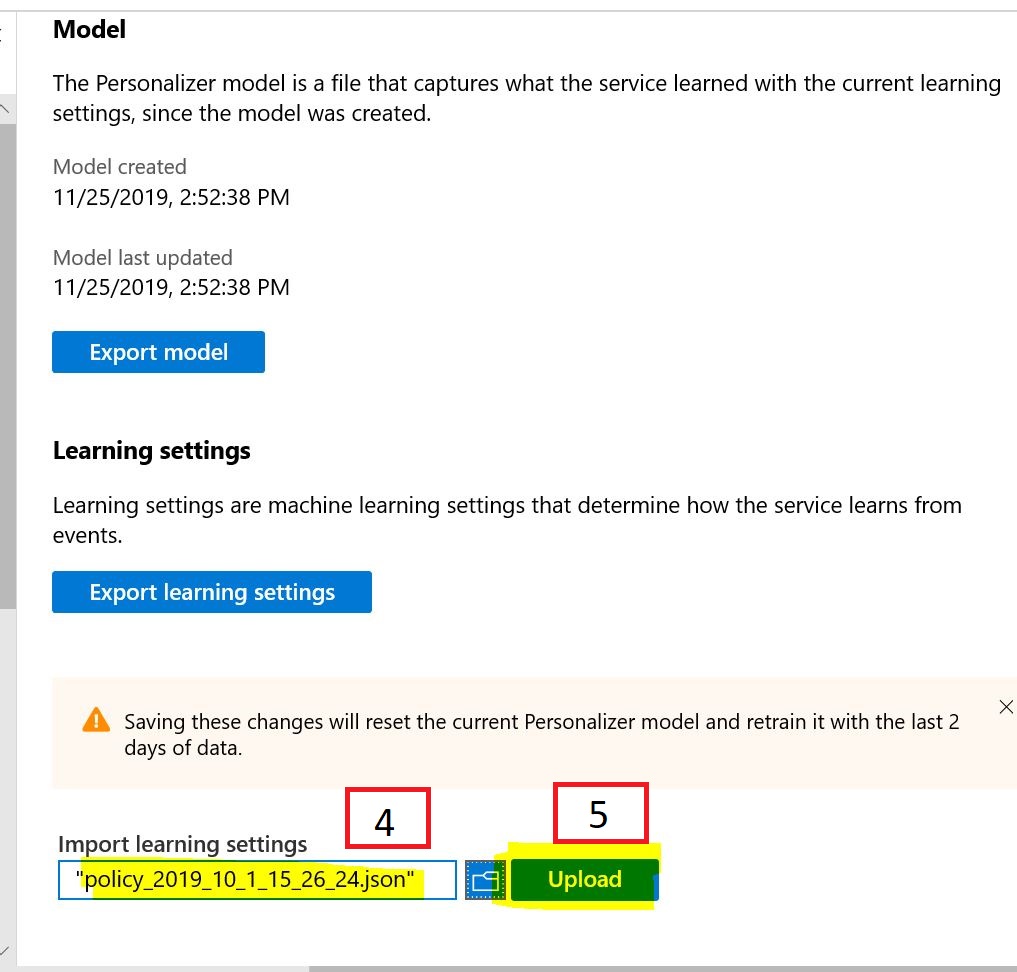 Model
The Personalizer model is a file that captures what the service learned with the current learning
settings, since the model was created.
Model created
11/25/2019, 2:52:38 PM
Model last updated
11/25/2019, 2:52:38 PM
Export model
Learning settings
Learning settings are machine learning settings that determine how the service learns from
events.
Export learning settings
Saving these changes will reset the current Personalizer model and retrain it with the last 2
days of data.
4
5
Import learning settings
"policy_2019_10_1_15_26_24.json"
Upload